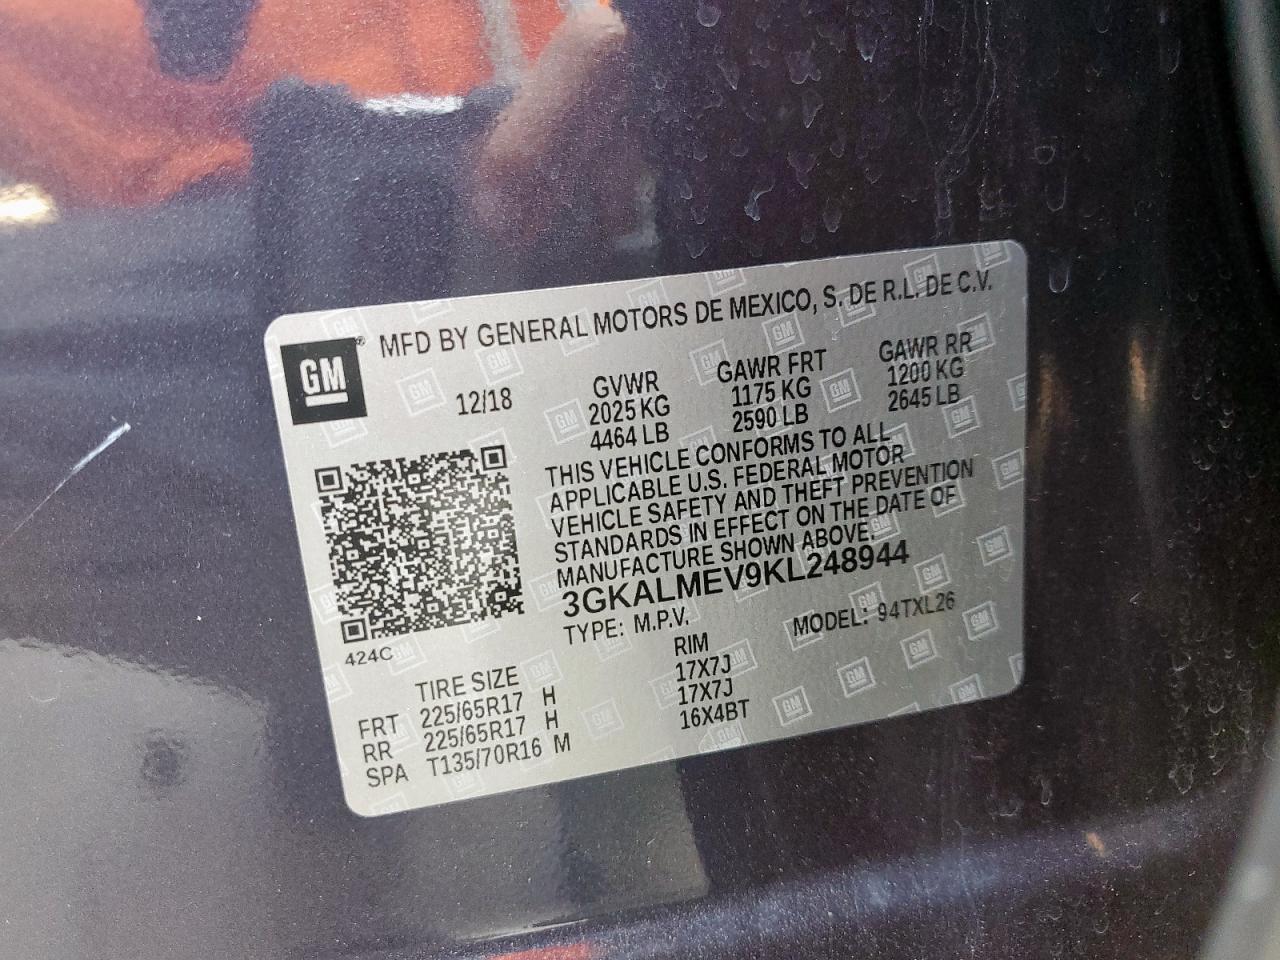 MFD BY GENERAL MOTORS DE MEXICO, S. DE R.L. DE C.V.
GM®
12/18
GVWR GAWR FRT GAWR RR
2025 KG 1175 KG 1200 KG
4464 LB 2590 LB 2645 LB
THIS VEHICLE CONFORMS TO ALL
APPLICABLE U.S. FEDERAL MOTOR
VEHICLE SAFETY AND THEFT PREVENTION
STANDARDS IN EFFECT ON THE DATE OF
MANUFACTURE SHOWN ABOVE.
3GKALMEV9KL248944
TYPE: M.P.V. MODEL: 94TXL26
424C
TIRE SIZE RIM
FRT 225/65R17 H 17X7J
RR 225/65R17 H 17X7J
SPA T135/70R16 M 16X4BT